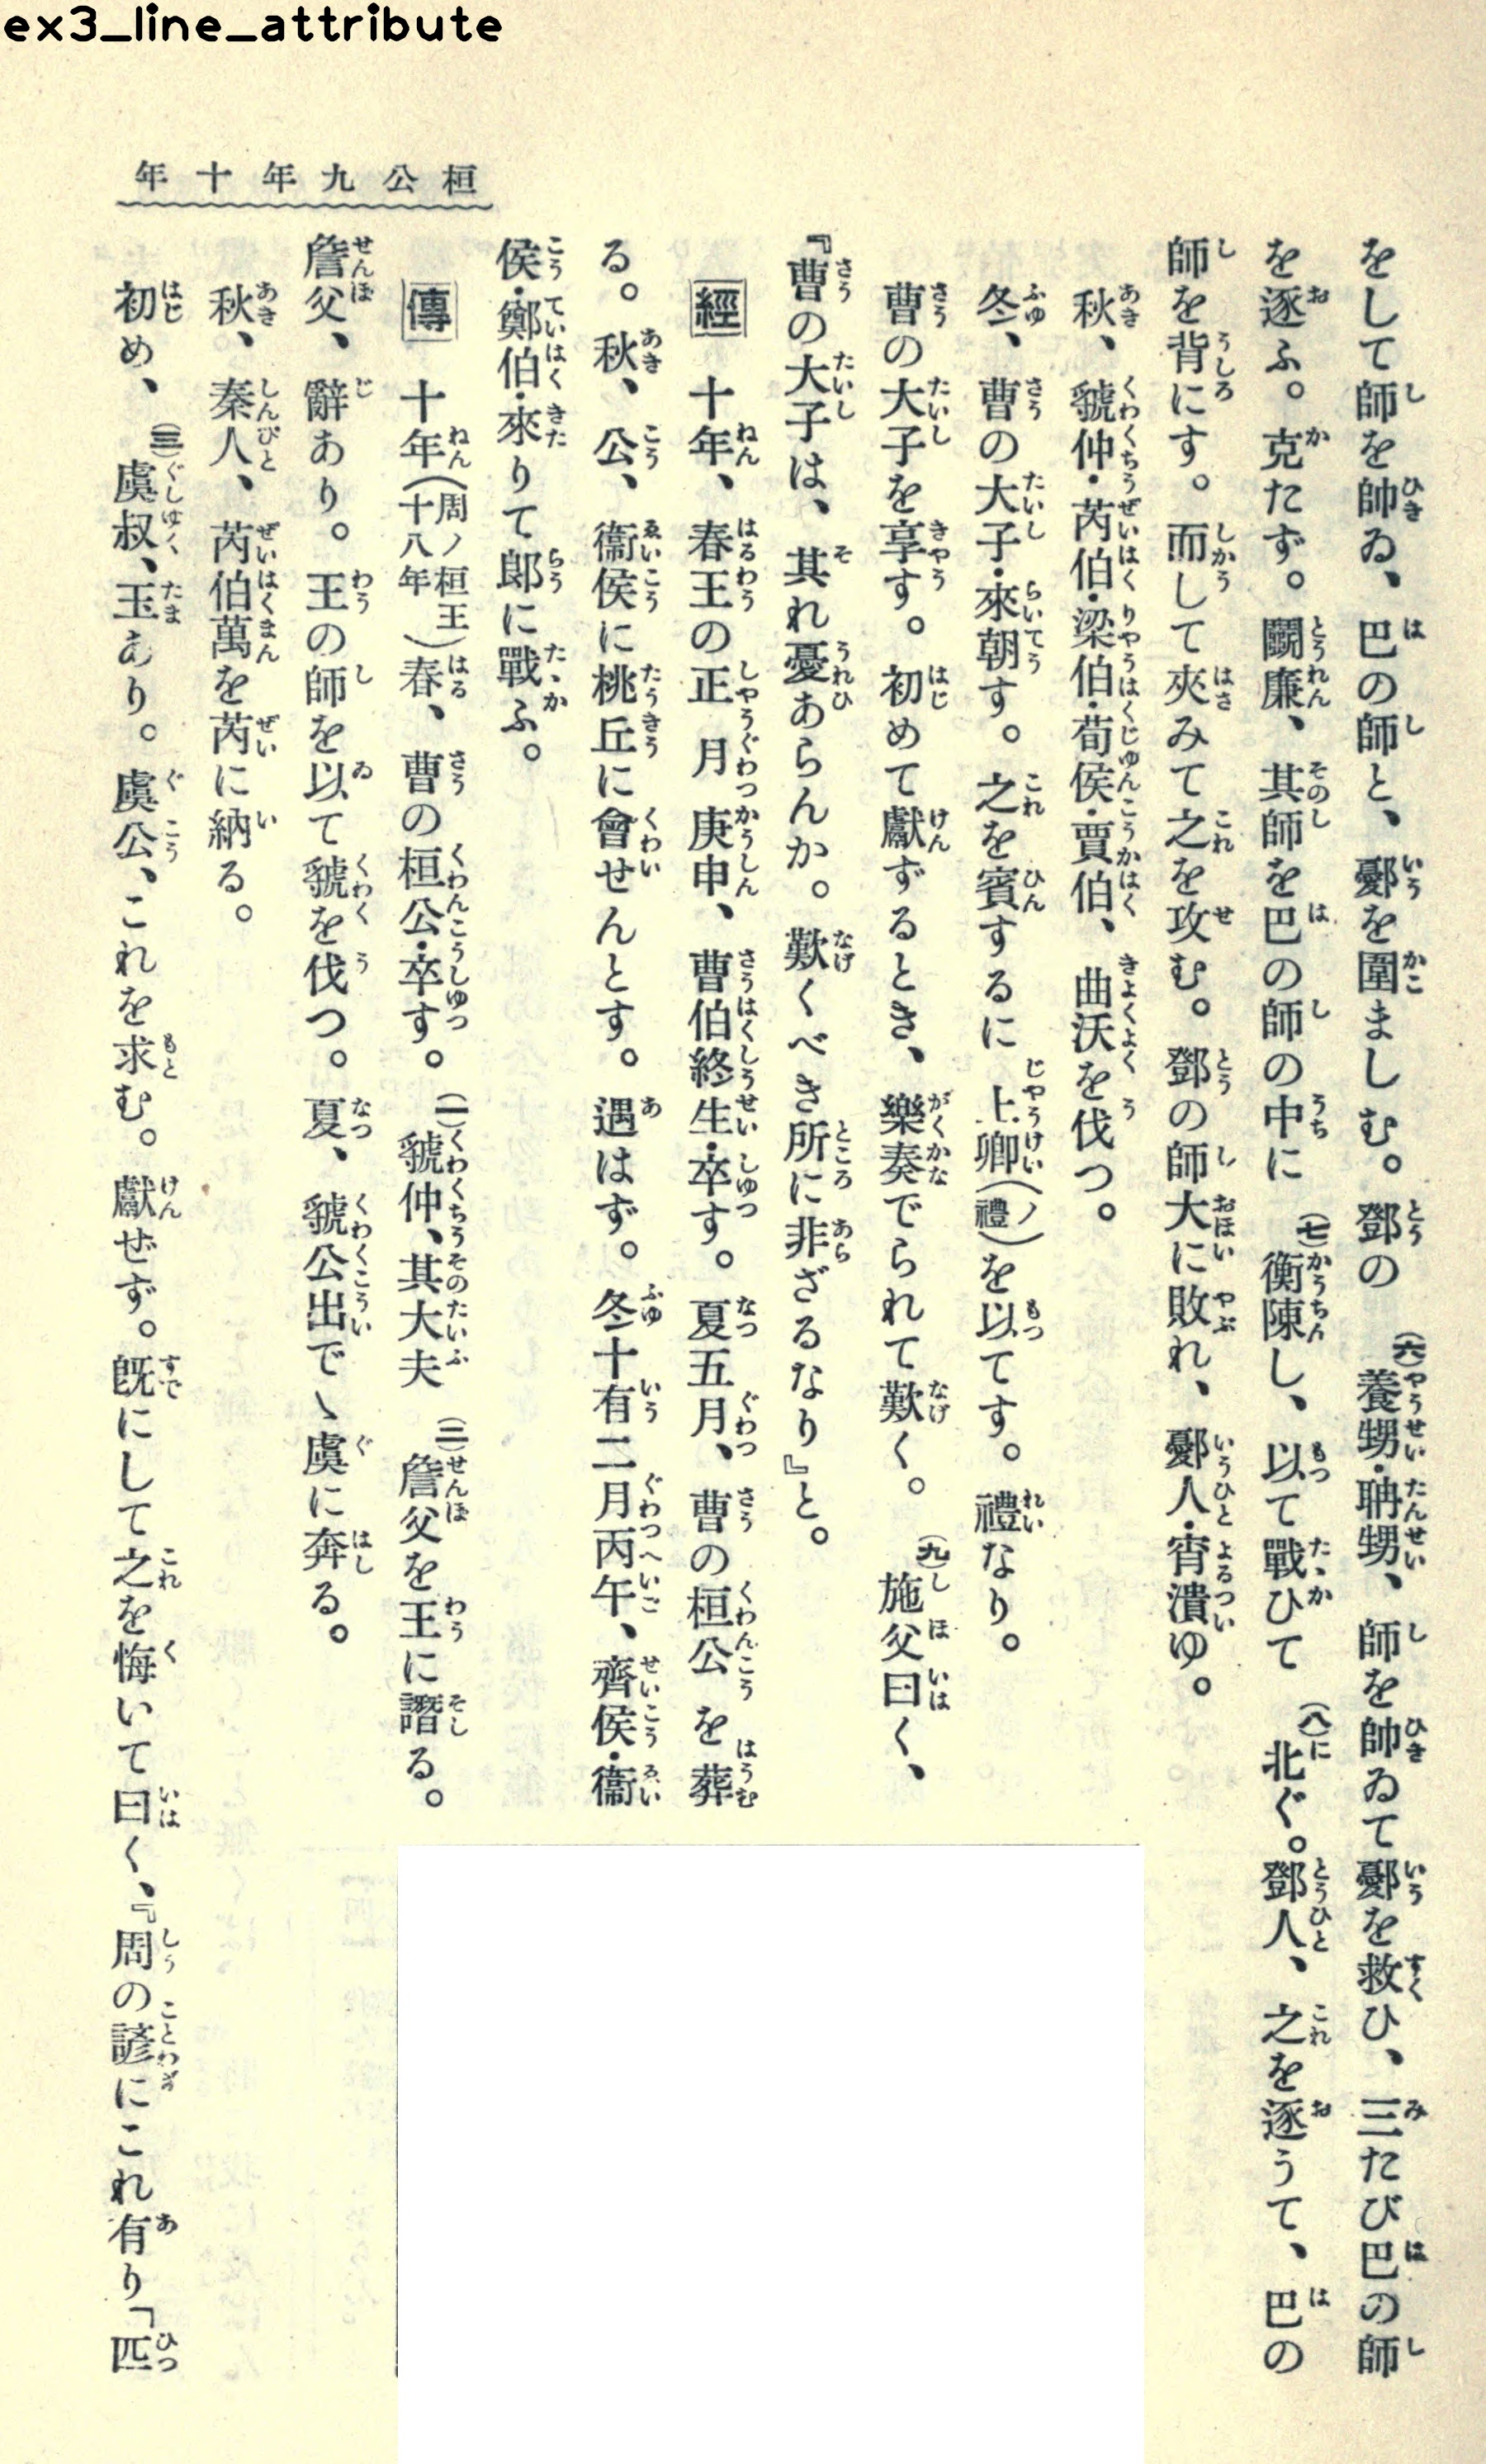 ex3_line_attribute
桓公九年十年
をして師を帥ゐ、巴の師と、鄾を圍ましむ。鄧の(六)養甥・聃甥、師を帥ゐて鄾を救ひ、三たび巴の師
を逐ふ。克たず。鬭廉、其師を巴の師の中に(七)衡陳し、以て戰ひて(八)北ぐ。鄧人、之を逐うて、巴の
師を背にす。而して夾みて之を攻む。鄧の師大に敗れ、鄾人・宵潰ゆ。
秋、虢仲・芮伯・梁伯・荀侯・賈伯、曲沃を伐つ。
冬、曹の大子・來朝す。之を賓するに上卿(ノ禮)を以てす。禮なり。
曹の大子を享す。初めて獻ずるとき、樂奏でられて歎く。(九)施父曰く、
『曹の大子は、其れ憂あらんか。歎くべき所に非ざるなり』と。
經 十年、春王の正月庚申、曹伯終生・卒す。夏五月、曹の桓公を葬
る。秋、公、衞侯に桃丘に會せんとす。遇はず。冬十有二月丙午、齊侯・衞
侯・鄭伯・來りて郎に戰ふ。
傳 十年(周ノ桓王十八年)春、曹の桓公・卒す。(一)虢仲、其大夫(二)詹父を王に譖る。
詹父、辭あり。王の師を以て虢を伐つ。夏、虢公出でゝ虞に奔る。
秋、秦人、芮伯萬を芮に納る。
初め、(三)虞叔、玉あり。虞公、これを求む。獻ぜず。旣にして之を悔いて曰く、『周の諺にこれ有り「匹